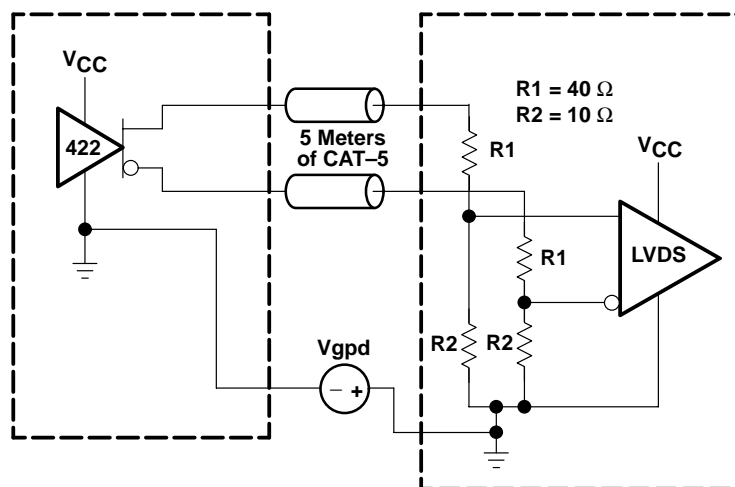 VCC
422
5 Meters
of CAT–5
R1 = 40 Ω
R2 = 10 Ω
R1
VCC
R1
LVDS
R2
R2
Vgpd
− +